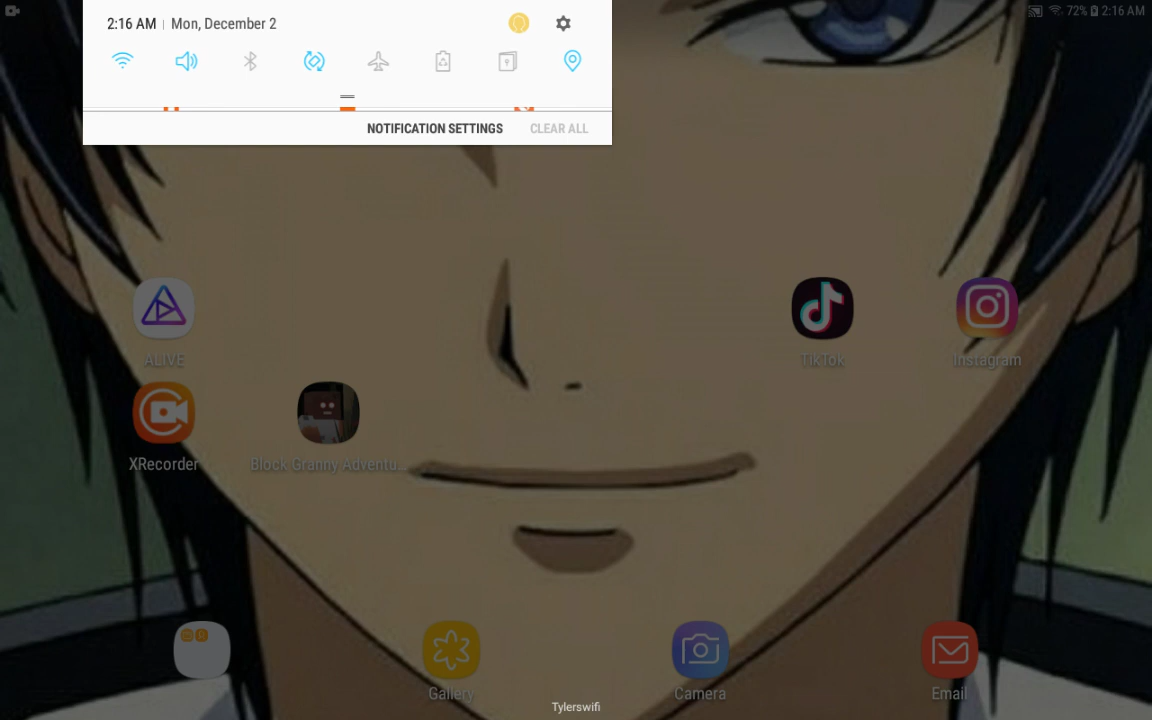 2:16 AM | Mon, December 2
72% 2:16 AM
NOTIFICATION SETTINGS CLEAR ALL
ALIVE
TikTok
Instagram
XRecorder
Block Granny Adventu...
Gallery
Camera
Email
Tylerswifi